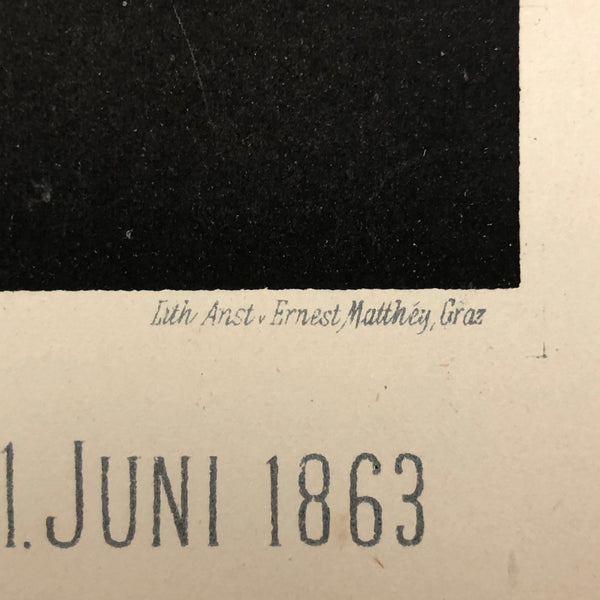 Lith Anst v Ernest Matthéy, Graz
1. JUNI 1863